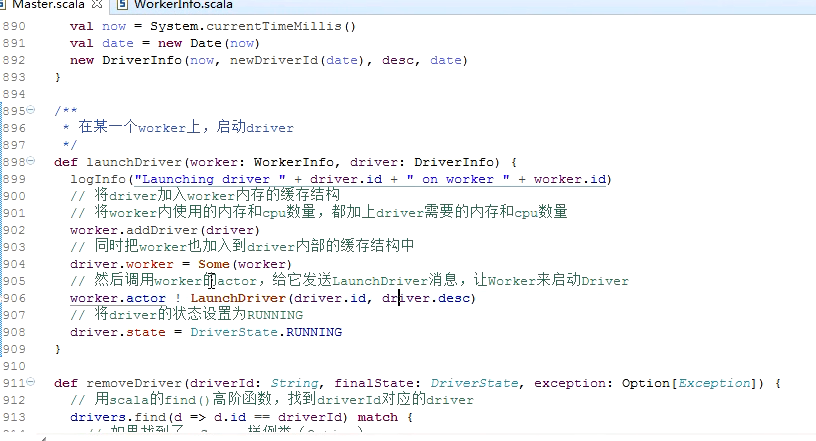 Master.scala WorkerInfo.scala
890 val now = System.currentTimeMillis()
891 val date = new Date(now)
892 new DriverInfo(now, newDriverId(date), desc, date)
893 }
894
895 /**
896 * 在某一个worker上，启动driver
897 */
898 def launchDriver(worker: WorkerInfo, driver: DriverInfo) {
899 logInfo("Launching driver " + driver.id + " on worker " + worker.id)
900 // 将driver加入worker内存的缓存结构
901 // 将worker内使用的内存和cpu数量，都加上driver需要的内存和cpu数量
902 worker.addDriver(driver)
903 // 同时把worker也加入到driver内部的缓存结构中
904 driver.worker = Some(worker)
905 // 然后调用worker的actor，给它发送LaunchDriver消息，让Worker来启动Driver
906 worker.actor ! LaunchDriver(driver.id, driver.desc)
907 // 将driver的状态设置为RUNNING
908 driver.state = DriverState.RUNNING
909 }
910
911 def removeDriver(driverId: String, finalState: DriverState, exception: Option[Exception]) {
912 // 用scala的find()高阶函数，找到driverId对应的driver
913 drivers.find(d => d.id == driverId) match {